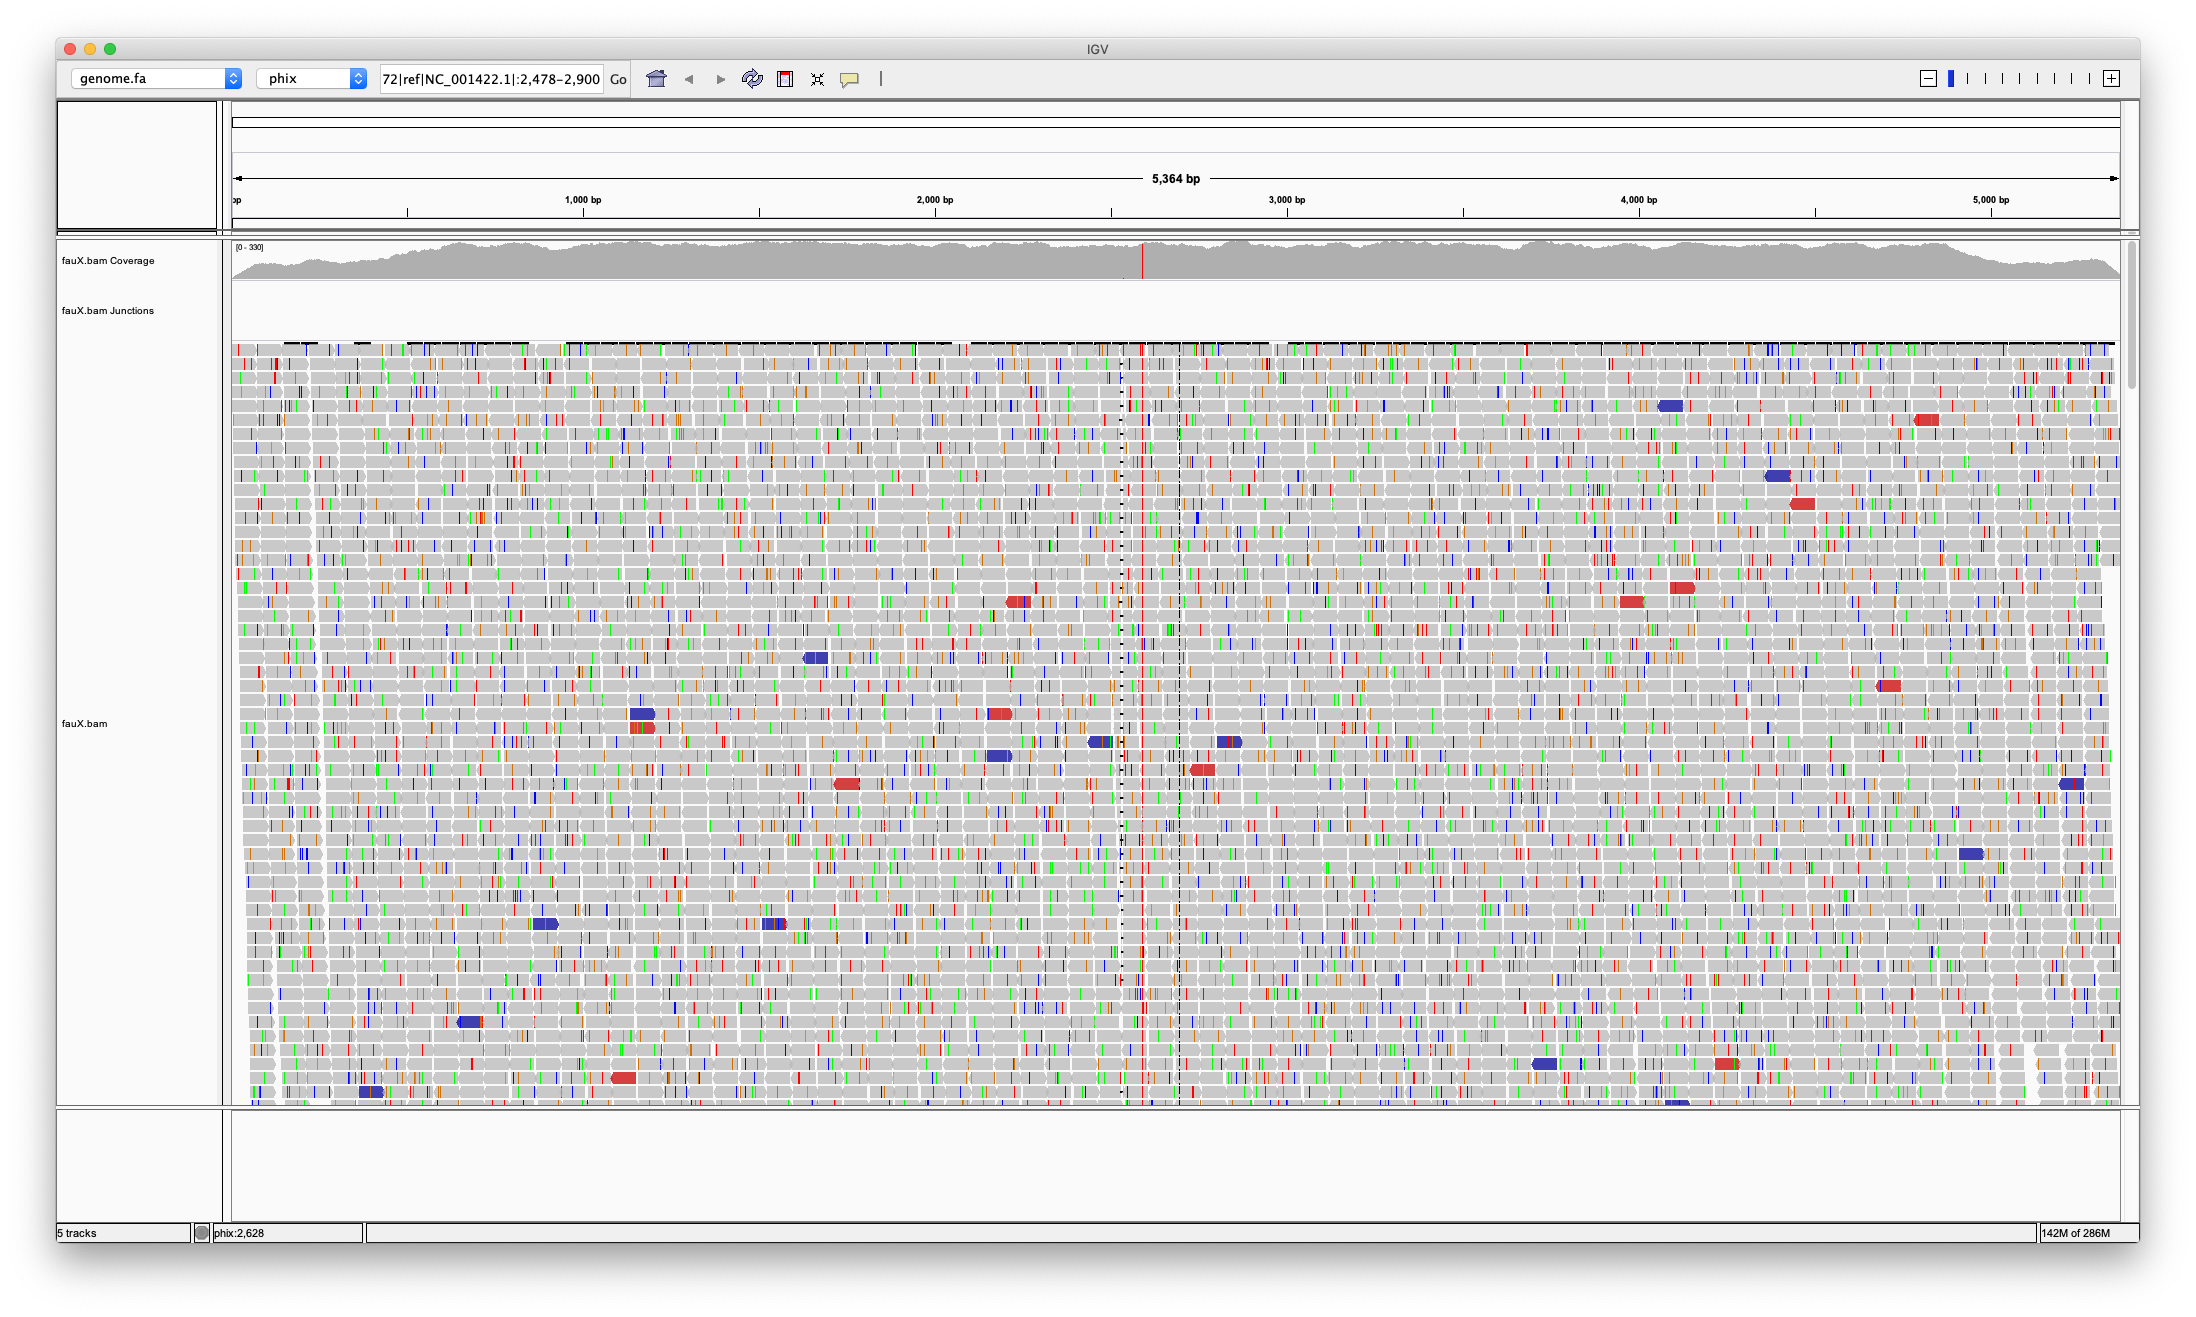 IGV
genome.fa phix 72|ref|NC_001422.1|:2,478-2,900 Go
5,364 bp
bp 1,000 bp 2,000 bp 3,000 bp 4,000 bp 5,000 bp
[0 - 330]
fauX.bam Coverage
fauX.bam Junctions
fauX.bam
5 tracks phix:2,628 142M of 286M